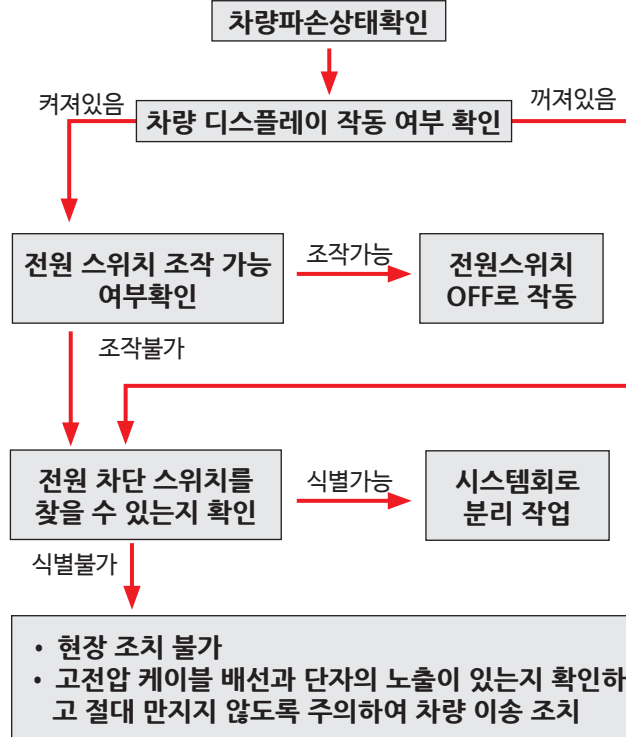 차량파손상태확인
켜져있음
꺼져있음
차량 디스플레이 작동 여부 확인
전원 스위치 조작 가능
여부확인
조작가능
전원스위치
OFF로 작동
조작불가
전원 차단 스위치를
찾을 수 있는지 확인
식별가능
시스템회로
분리 작업
식별불가
• 현장 조치 불가
• 고전압 케이블 배선과 단자의 노출이 있는지 확인하
고 절대 만지지 않도록 주의하여 차량 이송 조치